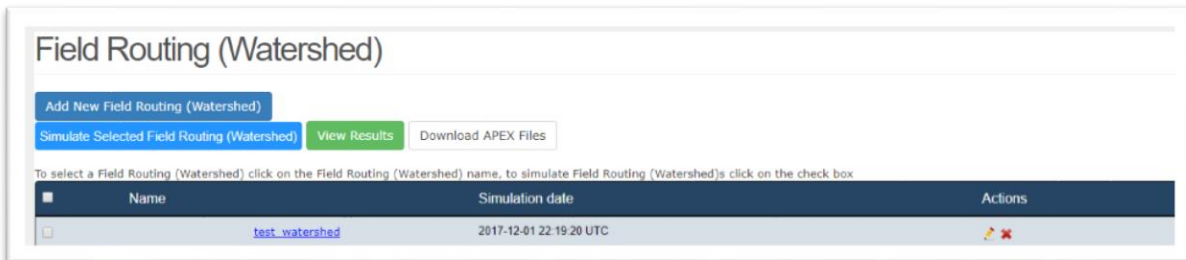 Field Routing (Watershed)
Add New Field Routing (Watershed)
Simulate Selected Field Routing (Watershed) View Results Download APEX Files
To select a Field Routing (Watershed) click on the Field Routing (Watershed) name, to simulate Field Routing (Watershed)s click on the check box
Name Simulation date Actions
test_watershed 2017-12-01 22:19:20 UTC